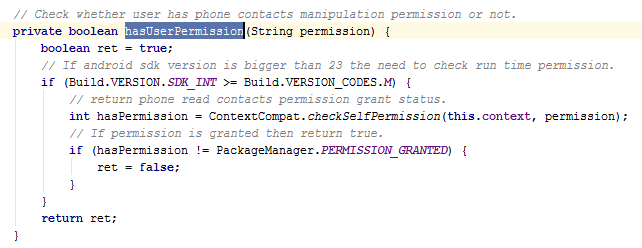 // Check whether user has phone contacts manipulation permission or not.
private boolean hasUserPermission(String permission) {
boolean ret = true;
// If android sdk version is bigger than 23 the need to check run time permission.
if (Build.VERSION.SDK_INT >= Build.VERSION_CODES.M) {
// return phone read contacts permission grant status.
int hasPermission = ContextCompat.checkSelfPermission(this.context, permission);
// If permission is granted then return true.
if (hasPermission != PackageManager.PERMISSION_GRANTED) {
ret = false;
}
}
return ret;
}